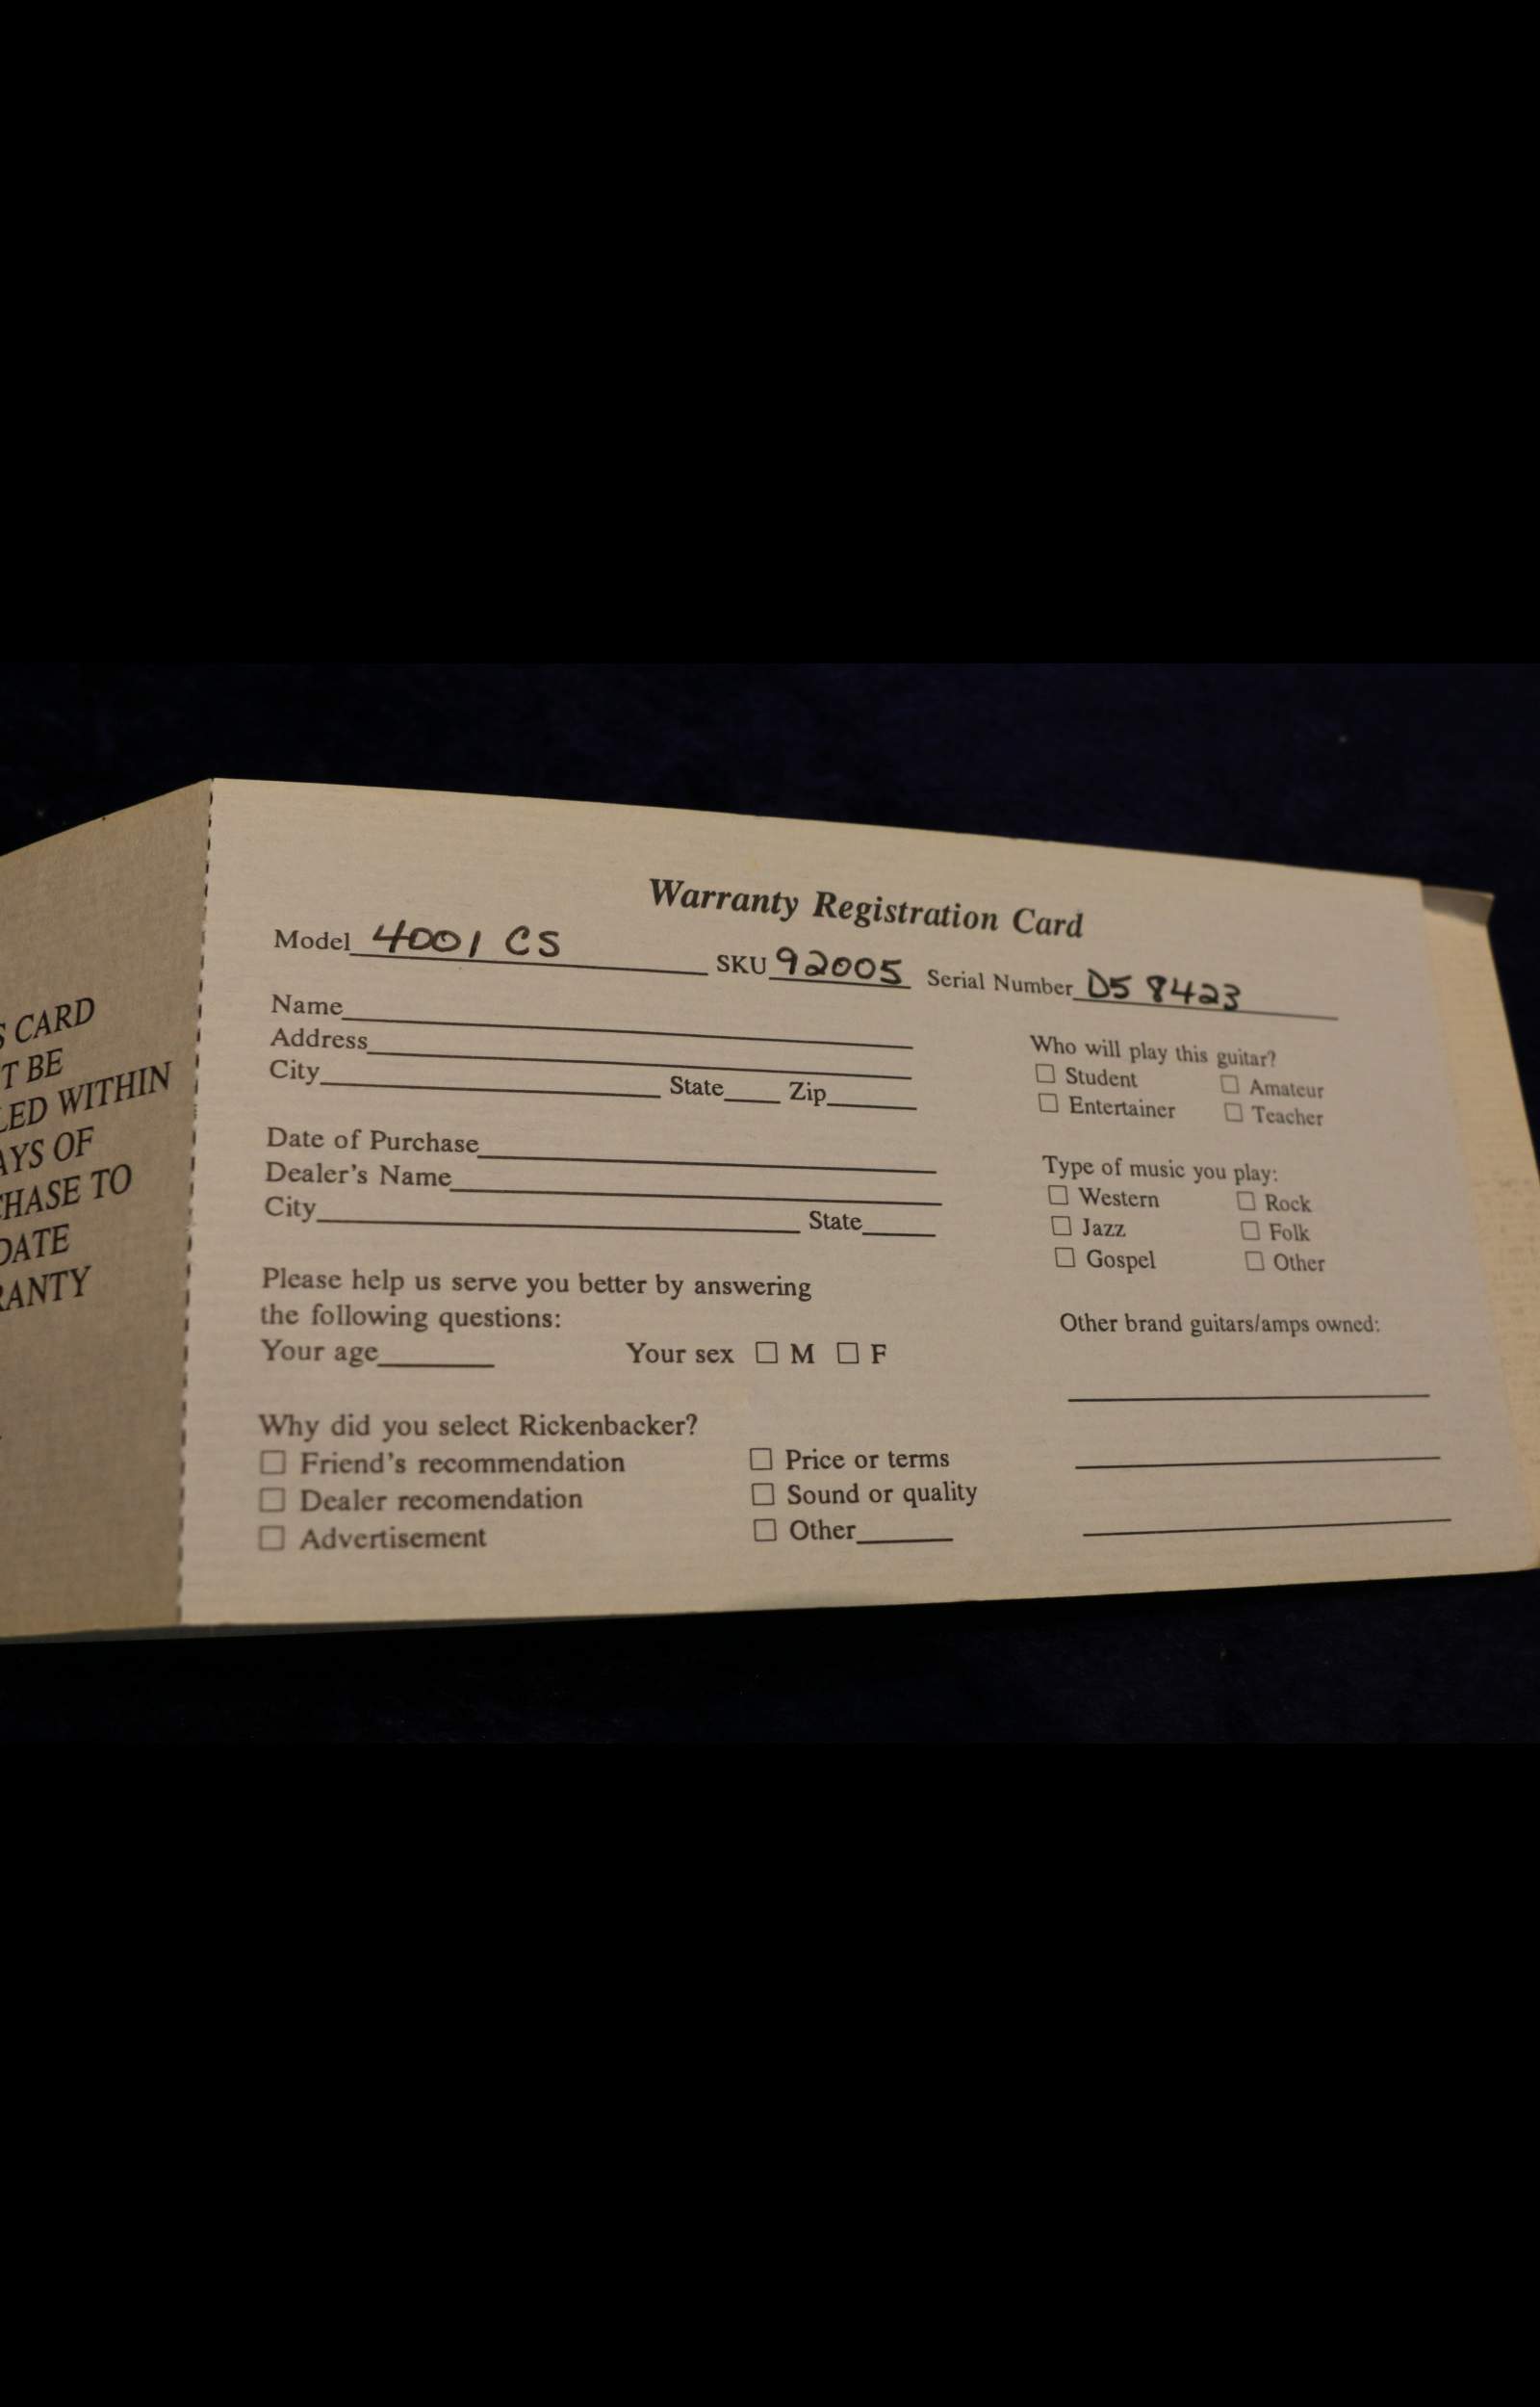 S CARD
T BE
LED WITHIN
AYS OF
CHASE TO
DATE
RANTY
Warranty Registration Card
Model 4001 CS SKU 92005 Serial Number D5 8423
Name
Address
City State Zip
Date of Purchase
Dealer's Name
City State
Please help us serve you better by answering
the following questions:
Your age Your sex ☐ M ☐ F
Why did you select Rickenbacker?
☐ Friend's recommendation ☐ Price or terms
☐ Dealer recomendation ☐ Sound or quality
☐ Advertisement ☐ Other
Who will play this guitar?
☐ Student ☐ Amateur
☐ Entertainer ☐ Teacher
Type of music you play:
☐ Western ☐ Rock
☐ Jazz ☐ Folk
☐ Gospel ☐ Other
Other brand guitars/amps owned: